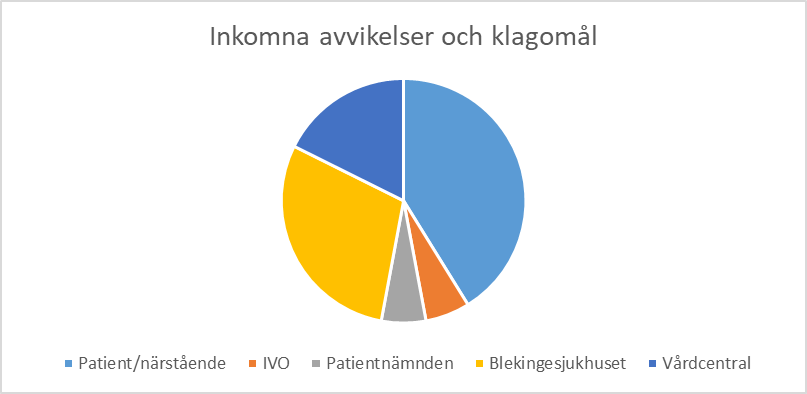 Inkomna avvikelser och klagomål
Patient/närstående IVO Patientnämnden Blekingesjukhuset Vårdcentral